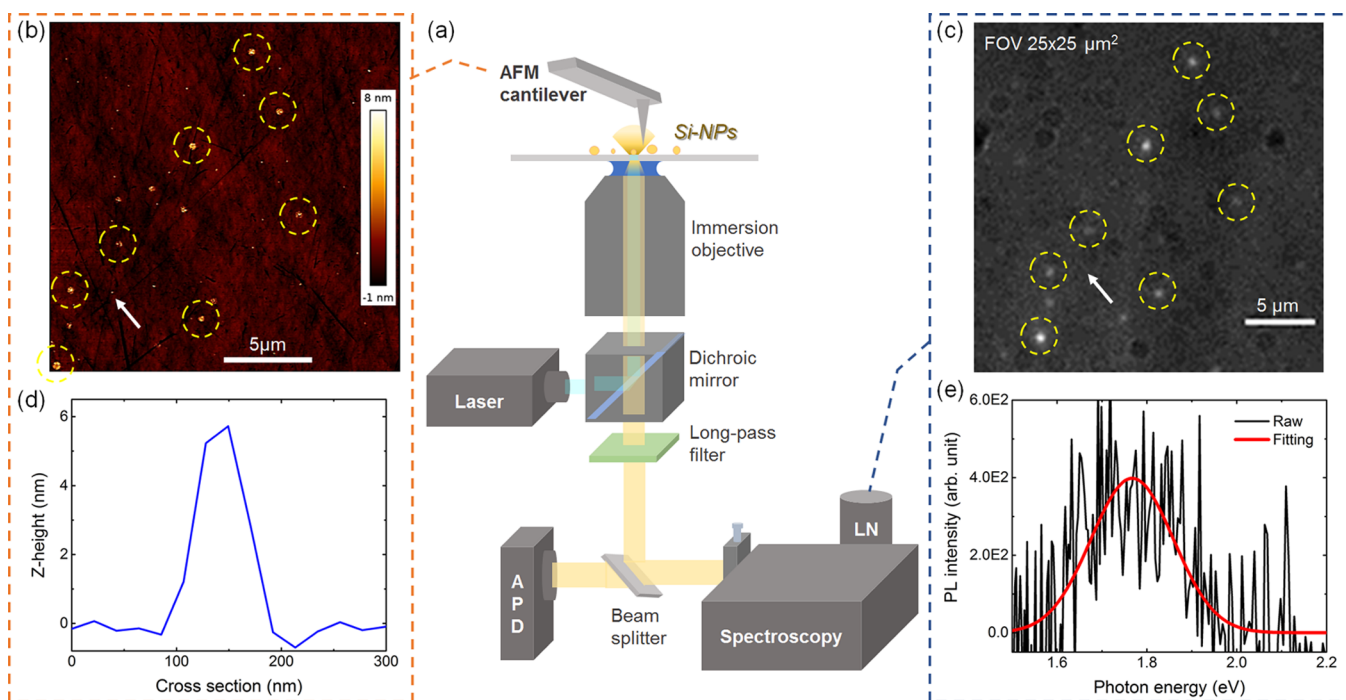 (b)
8 nm
-1 nm
5µm
(a)
AFM
cantilever
Si-NPs
Immersion
objective
Dichroic
mirror
Laser
Long-pass
filter
LN
APD
Beam
splitter
Spectroscopy
(c)
FOV 25x25 µm²
5 µm
(d)
6
4
2
0
Z-height (nm)
0
100
200
300
Cross section (nm)
(e)
6.0E2
4.0E2
2.0E2
0.0
PL intensity (arb. unit)
Raw
Fitting
1.6
1.8
2.0
2.2
Photon energy (eV)